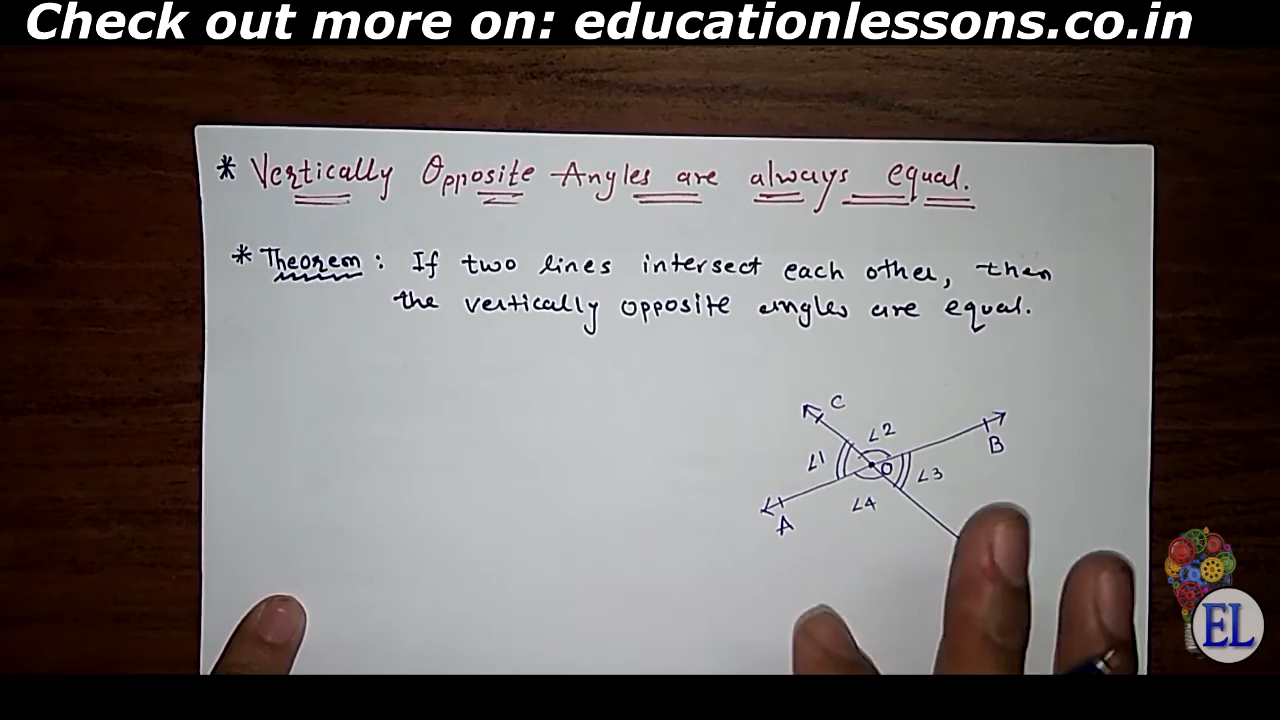 Check out more on: educationlessons.co.in
* Vertically Opposite Angles are always equal.
* Theorem : If two lines intersect each other, then
the vertically opposite angles are equal.
C
∠2
B
∠1
O
∠3
∠4
A
EL